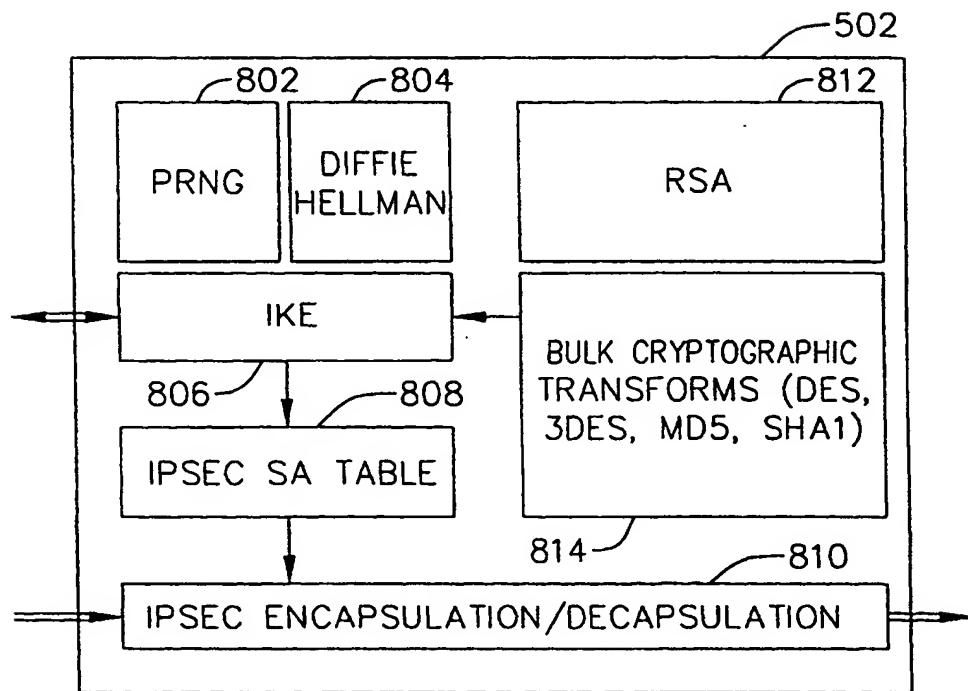 502
802
804
812
PRNG
DIFFIE
HELLMAN
RSA
IKE
BULK CRYPTOGRAPHIC
TRANSFORMS (DES,
3DES, MD5, SHA1)
806
808
IPSEC SA TABLE
814
810
IPSEC ENCAPSULATION/DECAPSULATION